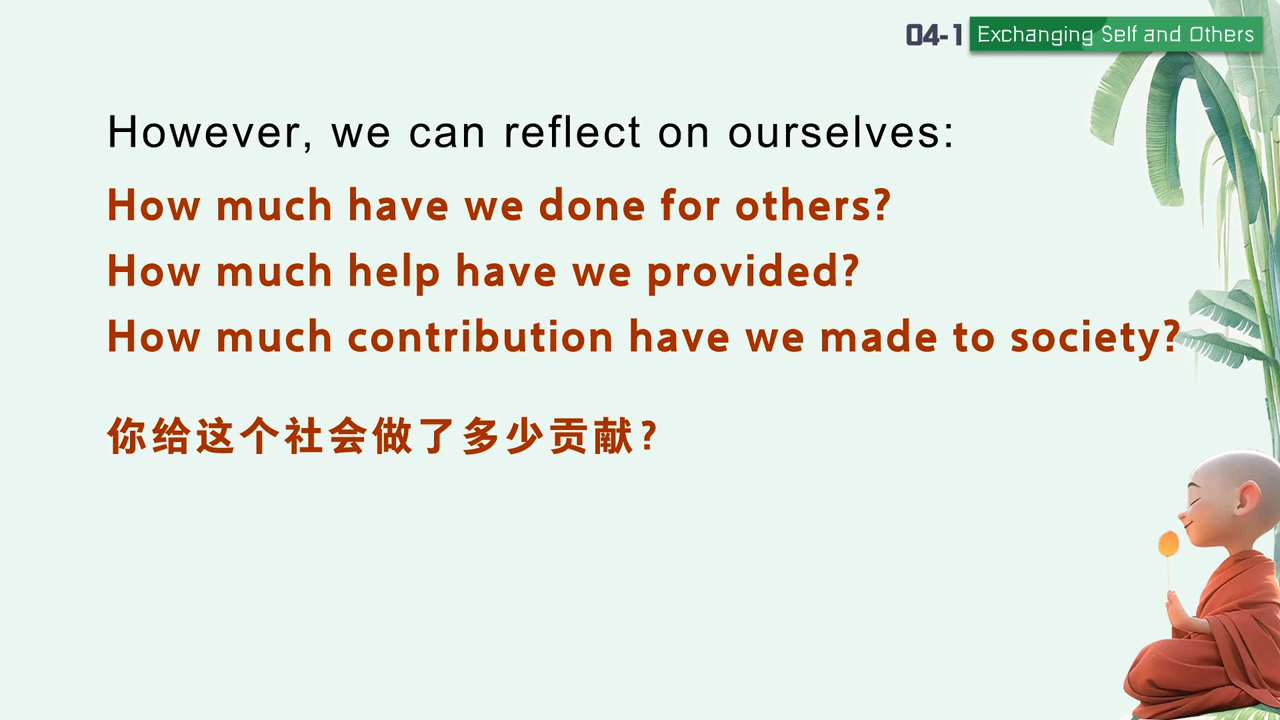 04-1 Exchanging Self and Others
However, we can reflect on ourselves:
How much have we done for others?
How much help have we provided?
How much contribution have we made to society?
你给这个社会做了多少贡献?